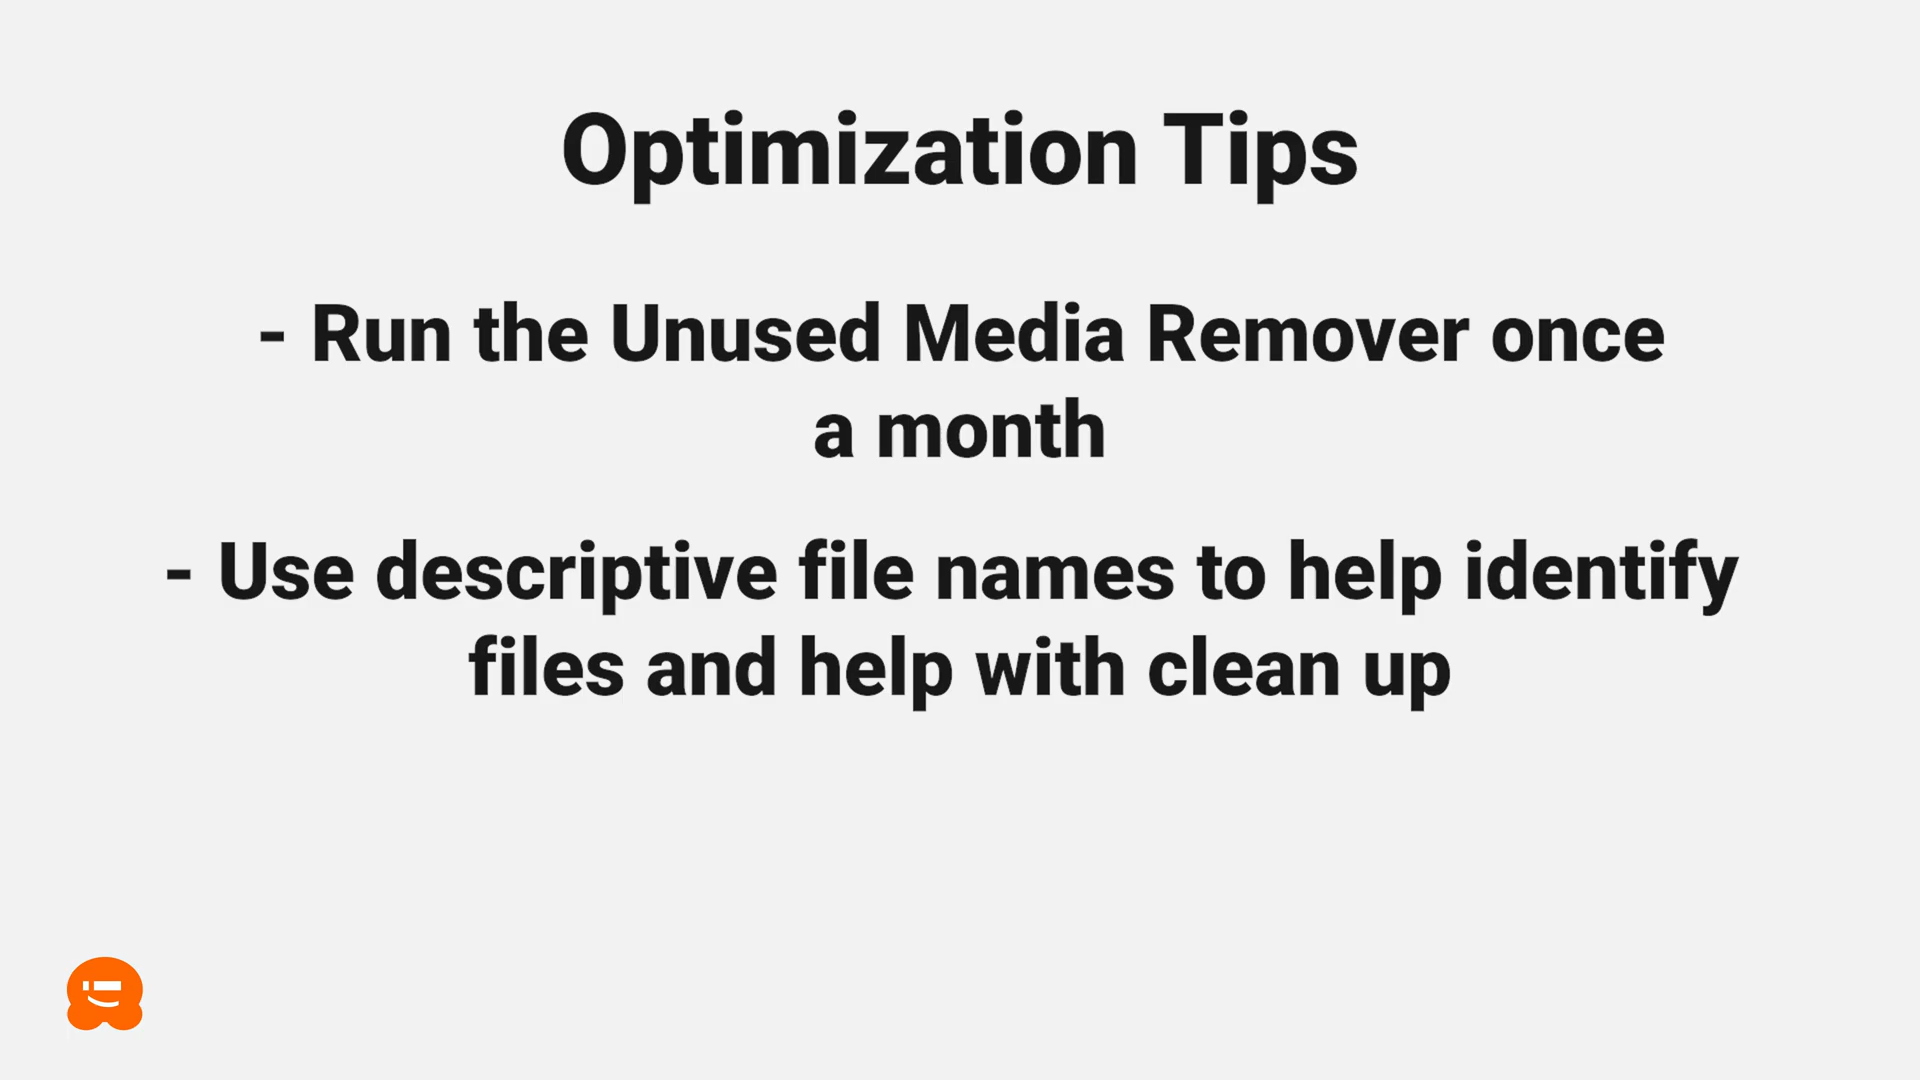 Optimization Tips
- Run the Unused Media Remover once
a month
- Use descriptive file names to help identify
files and help with clean up